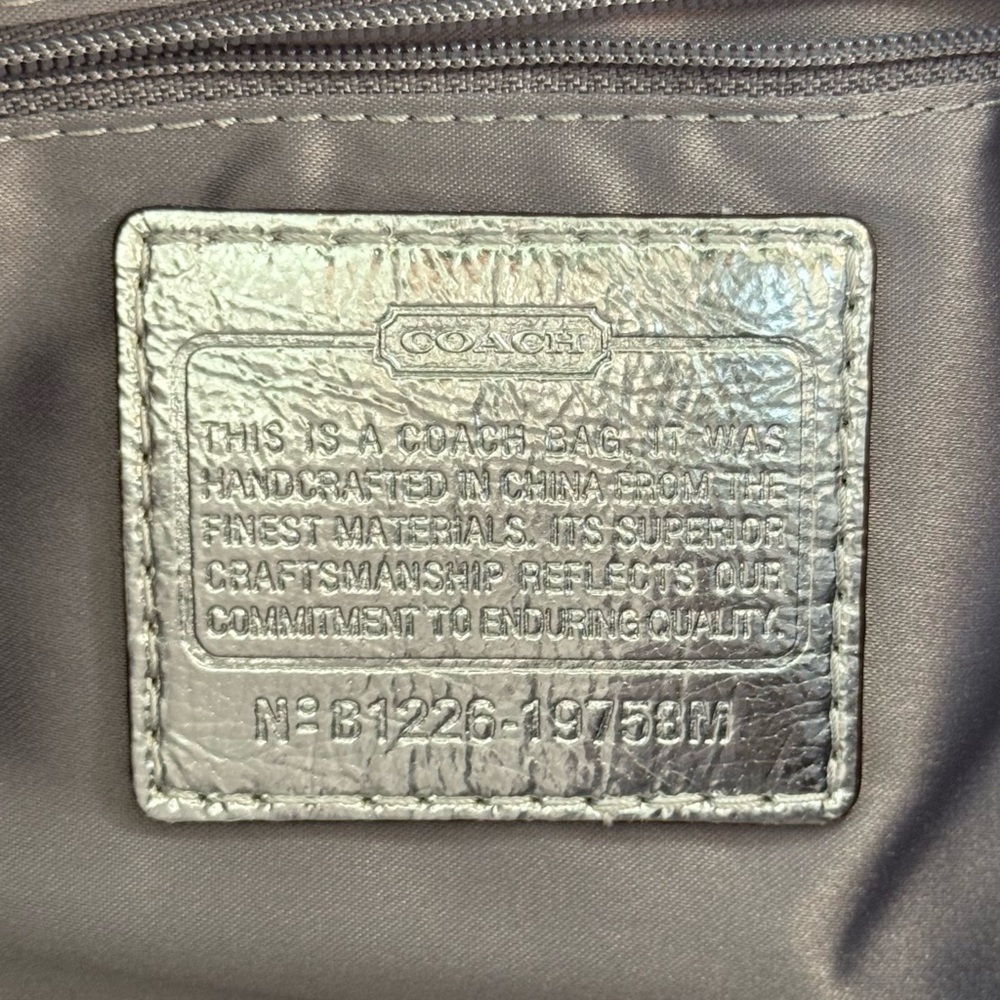 COACH
THIS IS A COACH BAG. IT WAS
HANDCRAFTED IN CHINA FROM THE
FINEST MATERIALS. ITS SUPERIOR
CRAFTSMANSHIP REFLECTS OUR
COMMITMENT TO ENDURING QUALITY.
Nº B1226-19758M